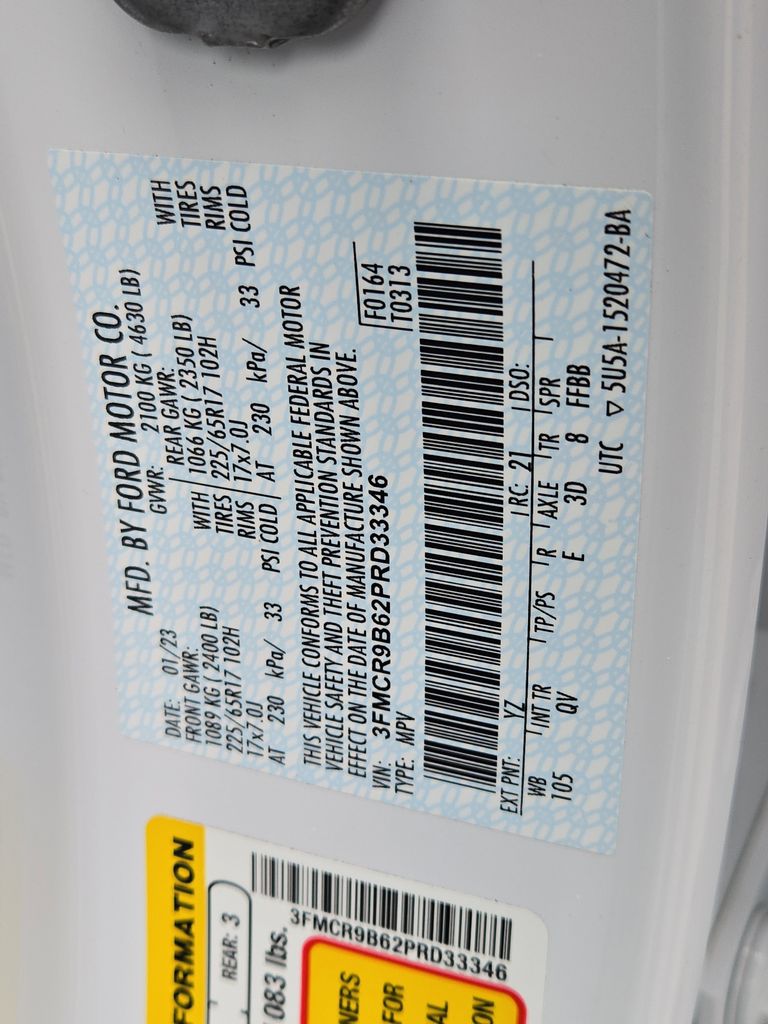 MFD. BY FORD MOTOR CO.
DATE: 01/23 GVWR: 2100 KG ( 4630 LB)
FRONT GAWR: REAR GAWR:
1089 KG ( 2400 LB) WITH 1066 KG ( 2350 LB) WITH
225/65R17 102H TIRES 225/65R17 102H TIRES
17x7.0J RIMS 17x7.0J RIMS
AT 230 kPa/ 33 PSI COLD AT 230 kPa/ 33 PSI COLD
THIS VEHICLE CONFORMS TO ALL APPLICABLE FEDERAL MOTOR
VEHICLE SAFETY AND THEFT PREVENTION STANDARDS IN
EFFECT ON THE DATE OF MANUFACTURE SHOWN ABOVE.
VIN: 3FMCR9B62PRD33346 F0164
TYPE: MPV T0313
EXT PNT: YZ RC: 21 DSO:
WB INT TR TP/PS R AXLE TR SPR
105 QV E 3D 8 FFBB
UTC ▽ 5U5A-1520472-BA
FORMATION
REAR: 3
083 lbs.
3FMCR9B62PRD33346
NERS
FOR
AL
ON